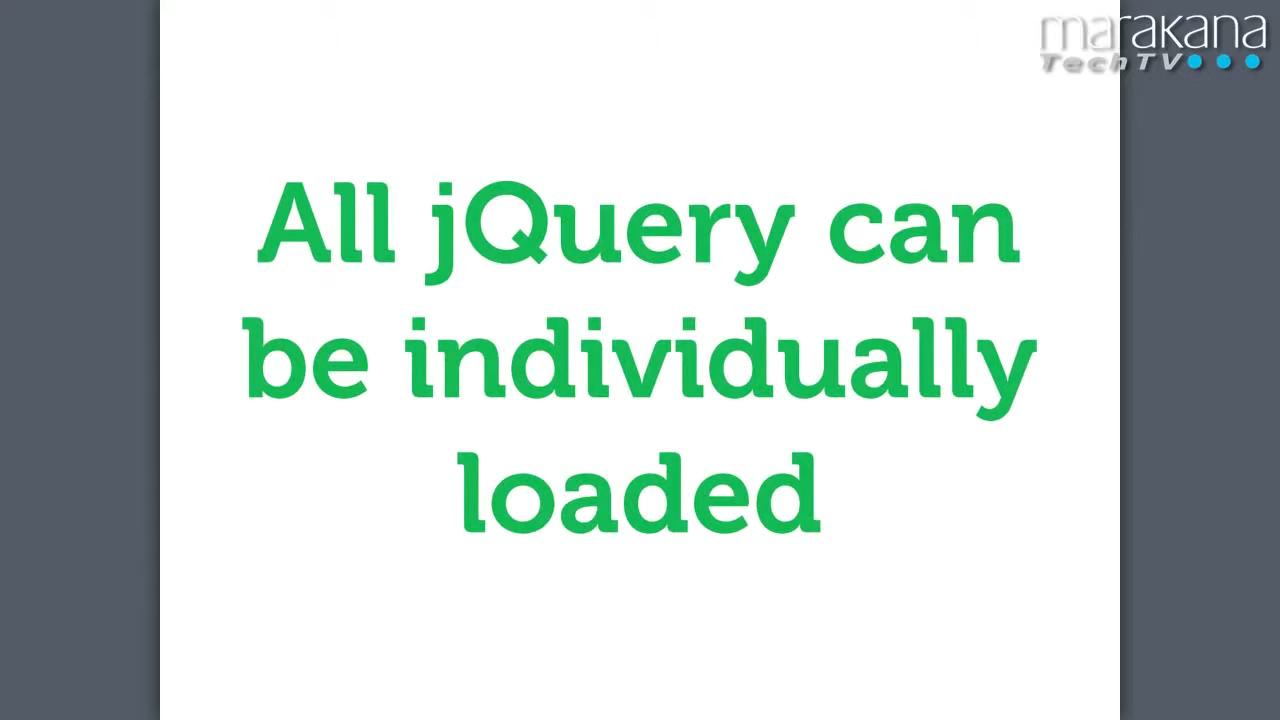 marakana
TechTV
All jQuery can
be individually
loaded